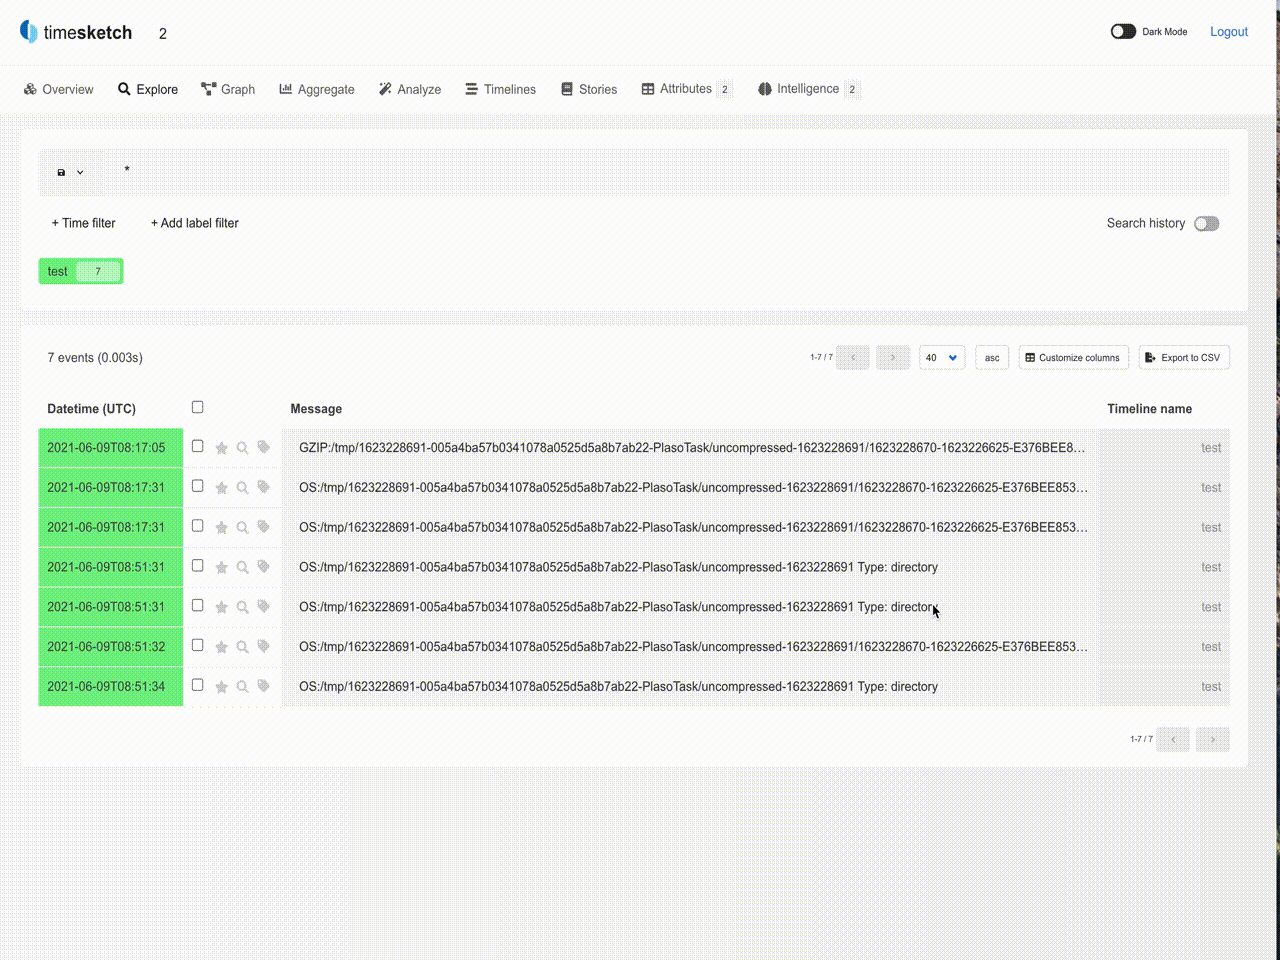 timesketch 2 Dark Mode Logout
Overview Explore Graph Aggregate Analyze Timelines Stories Attributes 2 Intelligence 2
*
+ Time filter + Add label filter Search history
test 7
7 events (0.003s) 1-7 / 7 40 asc Customize columns Export to CSV
Datetime (UTC) Message Timeline name
2021-06-09T08:17:05 GZIP:/tmp/1623228691-005a4ba57b0341078a0525d5a8b7ab22-PlasoTask/uncompressed-1623228691/1623228670-1623226625-E376BEE8... test
2021-06-09T08:17:31 OS:/tmp/1623228691-005a4ba57b0341078a0525d5a8b7ab22-PlasoTask/uncompressed-1623228691/1623228670-1623226625-E376BEE853... test
2021-06-09T08:17:31 OS:/tmp/1623228691-005a4ba57b0341078a0525d5a8b7ab22-PlasoTask/uncompressed-1623228691/1623228670-1623226625-E376BEE853... test
2021-06-09T08:51:31 OS:/tmp/1623228691-005a4ba57b0341078a0525d5a8b7ab22-PlasoTask/uncompressed-1623228691 Type: directory test
2021-06-09T08:51:31 OS:/tmp/1623228691-005a4ba57b0341078a0525d5a8b7ab22-PlasoTask/uncompressed-1623228691 Type: directory test
2021-06-09T08:51:32 OS:/tmp/1623228691-005a4ba57b0341078a0525d5a8b7ab22-PlasoTask/uncompressed-1623228691/1623228670-1623226625-E376BEE853... test
2021-06-09T08:51:34 OS:/tmp/1623228691-005a4ba57b0341078a0525d5a8b7ab22-PlasoTask/uncompressed-1623228691 Type: directory test
1-7 / 7